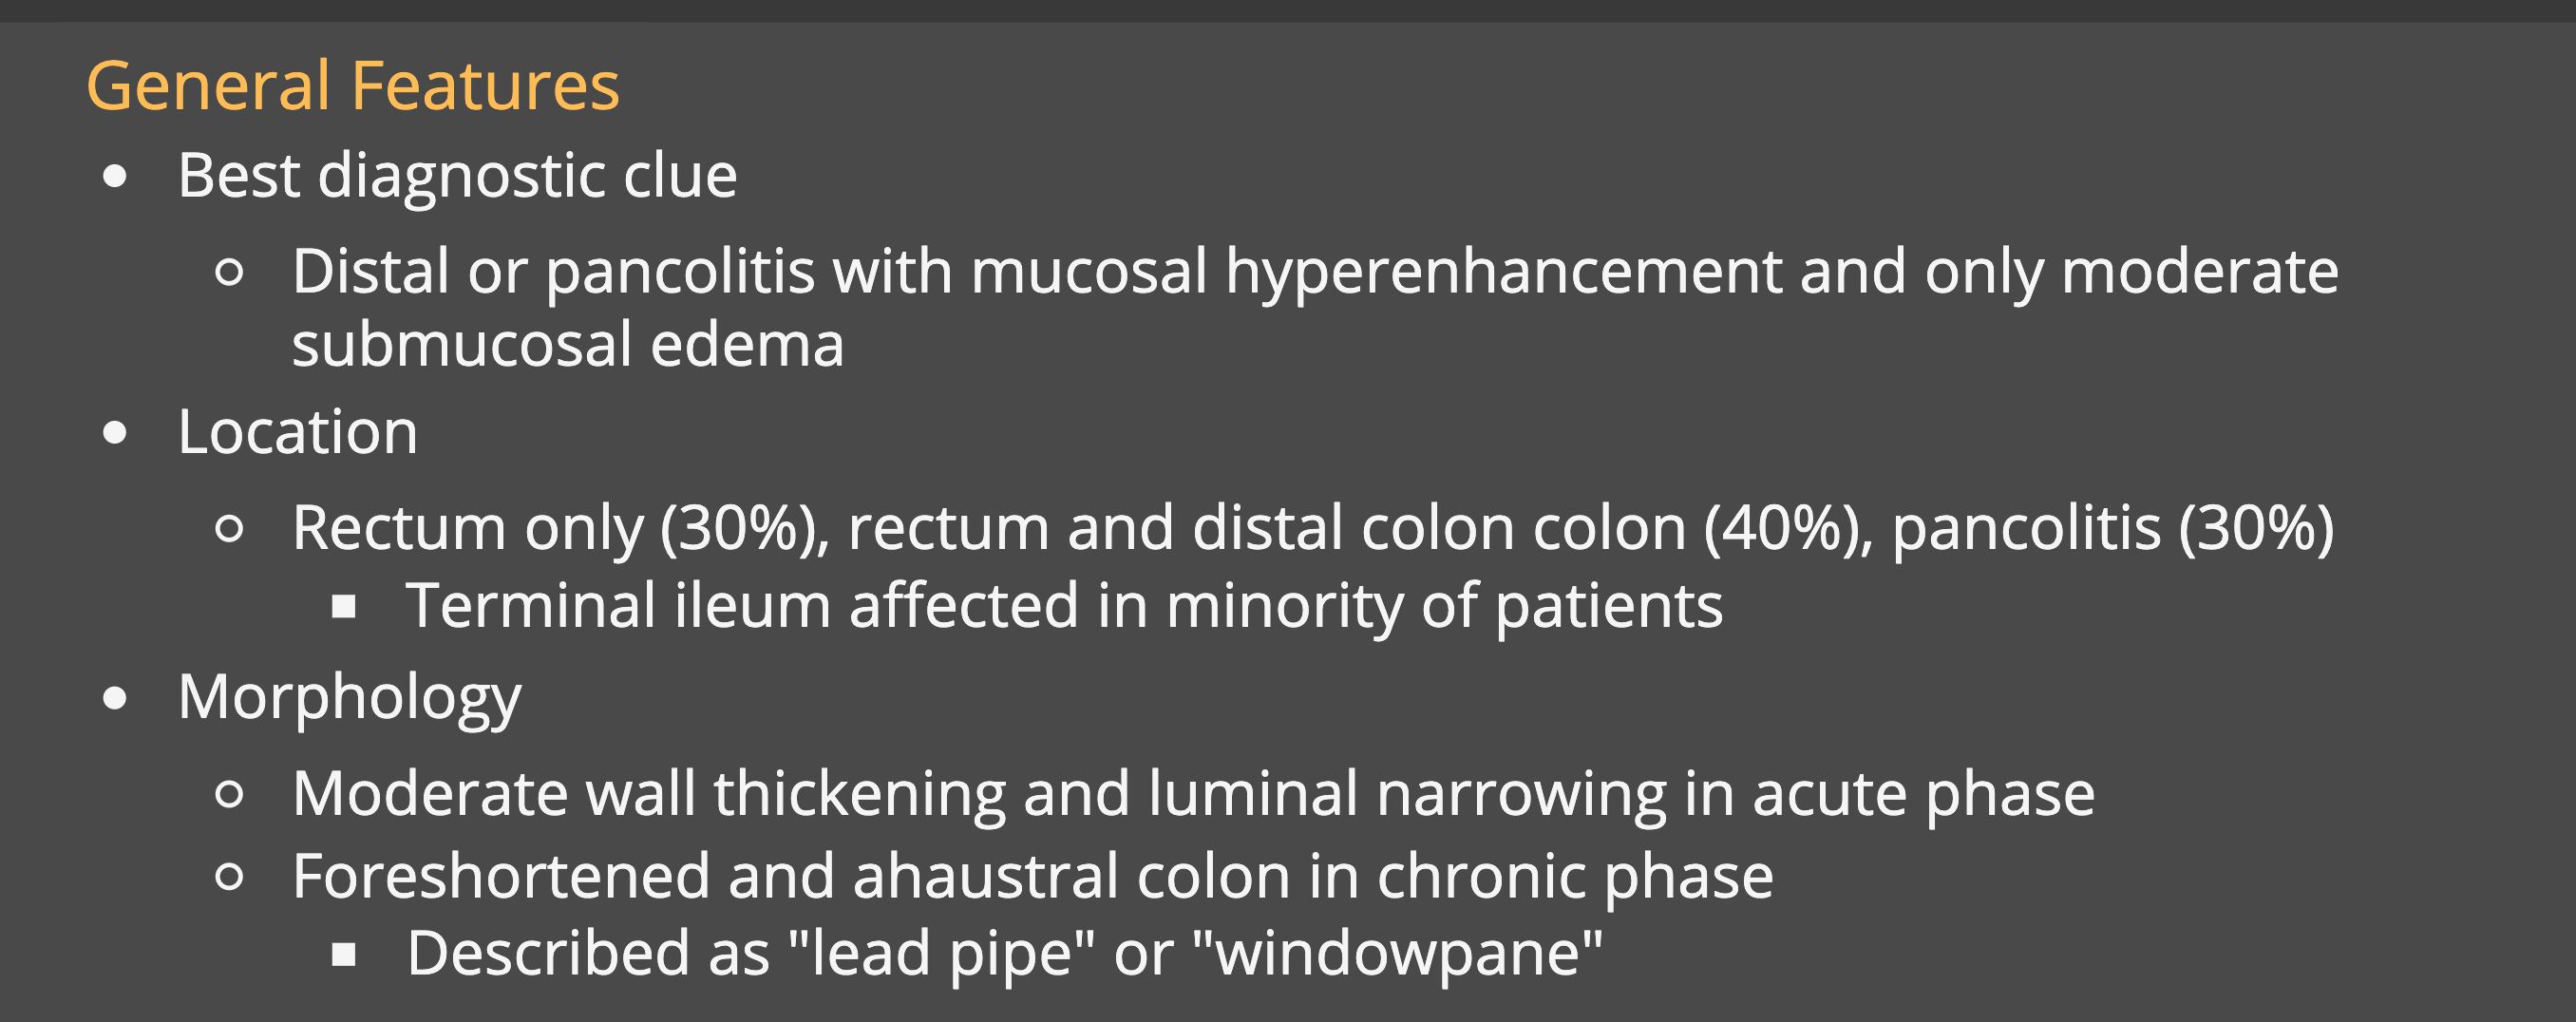 General Features
● Best diagnostic clue
○ Distal or pancolitis with mucosal hyperenhancement and only moderate
submucosal edema
● Location
○ Rectum only (30%), rectum and distal colon colon (40%), pancolitis (30%)
■ Terminal ileum affected in minority of patients
● Morphology
○ Moderate wall thickening and luminal narrowing in acute phase
○ Foreshortened and ahaustral colon in chronic phase
■ Described as "lead pipe" or "windowpane"